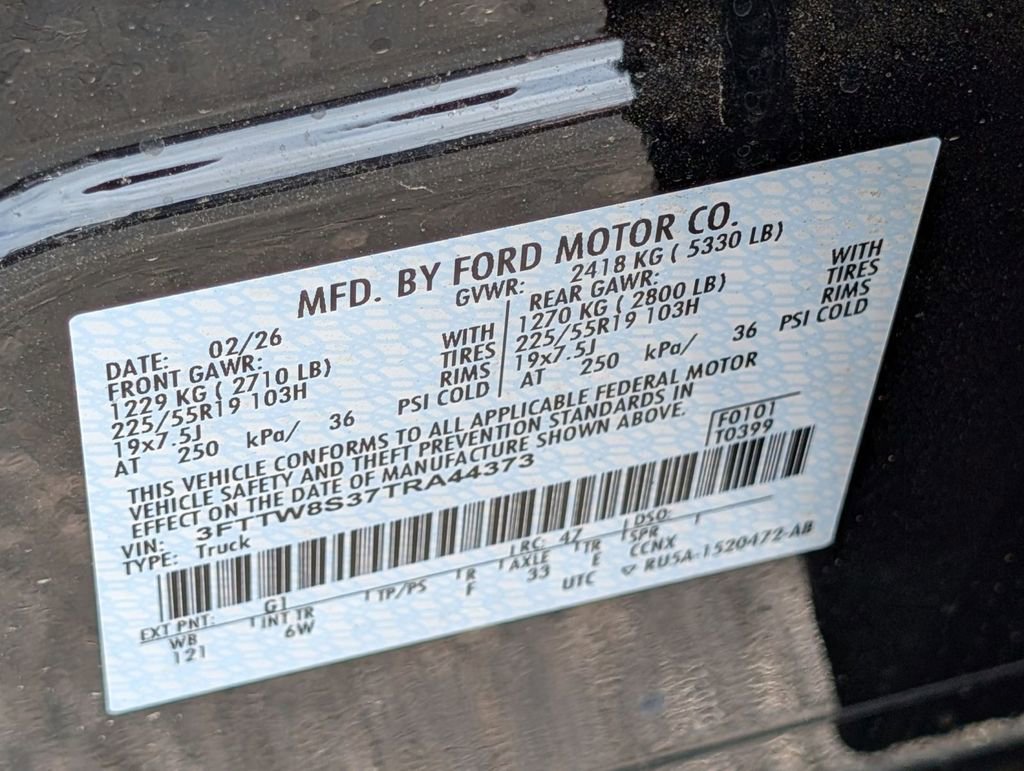 MFD. BY FORD MOTOR CO.
DATE: 02/26 GVWR: 2418 KG ( 5330 LB)
FRONT GAWR: REAR GAWR:
1229 KG ( 2710 LB) WITH 1270 KG ( 2800 LB) WITH
225/55R19 103H TIRES 225/55R19 103H TIRES
19x7.5J RIMS 19x7.5J RIMS
AT 250 kPa/ 36 PSI COLD AT 250 kPa/ 36 PSI COLD
THIS VEHICLE CONFORMS TO ALL APPLICABLE FEDERAL MOTOR
VEHICLE SAFETY AND THEFT PREVENTION STANDARDS IN
EFFECT ON THE DATE OF MANUFACTURE SHOWN ABOVE.
VIN: 3FTTW8S37TRA44373 F0101
TYPE: Truck T0399
EXT PNT: G1 RC: 47 DSO:
WB INT TR TP/PS R AXLE TR SPR
121 6W F 33 E CCNX
UTC ▽ RU5A-1520472-AB